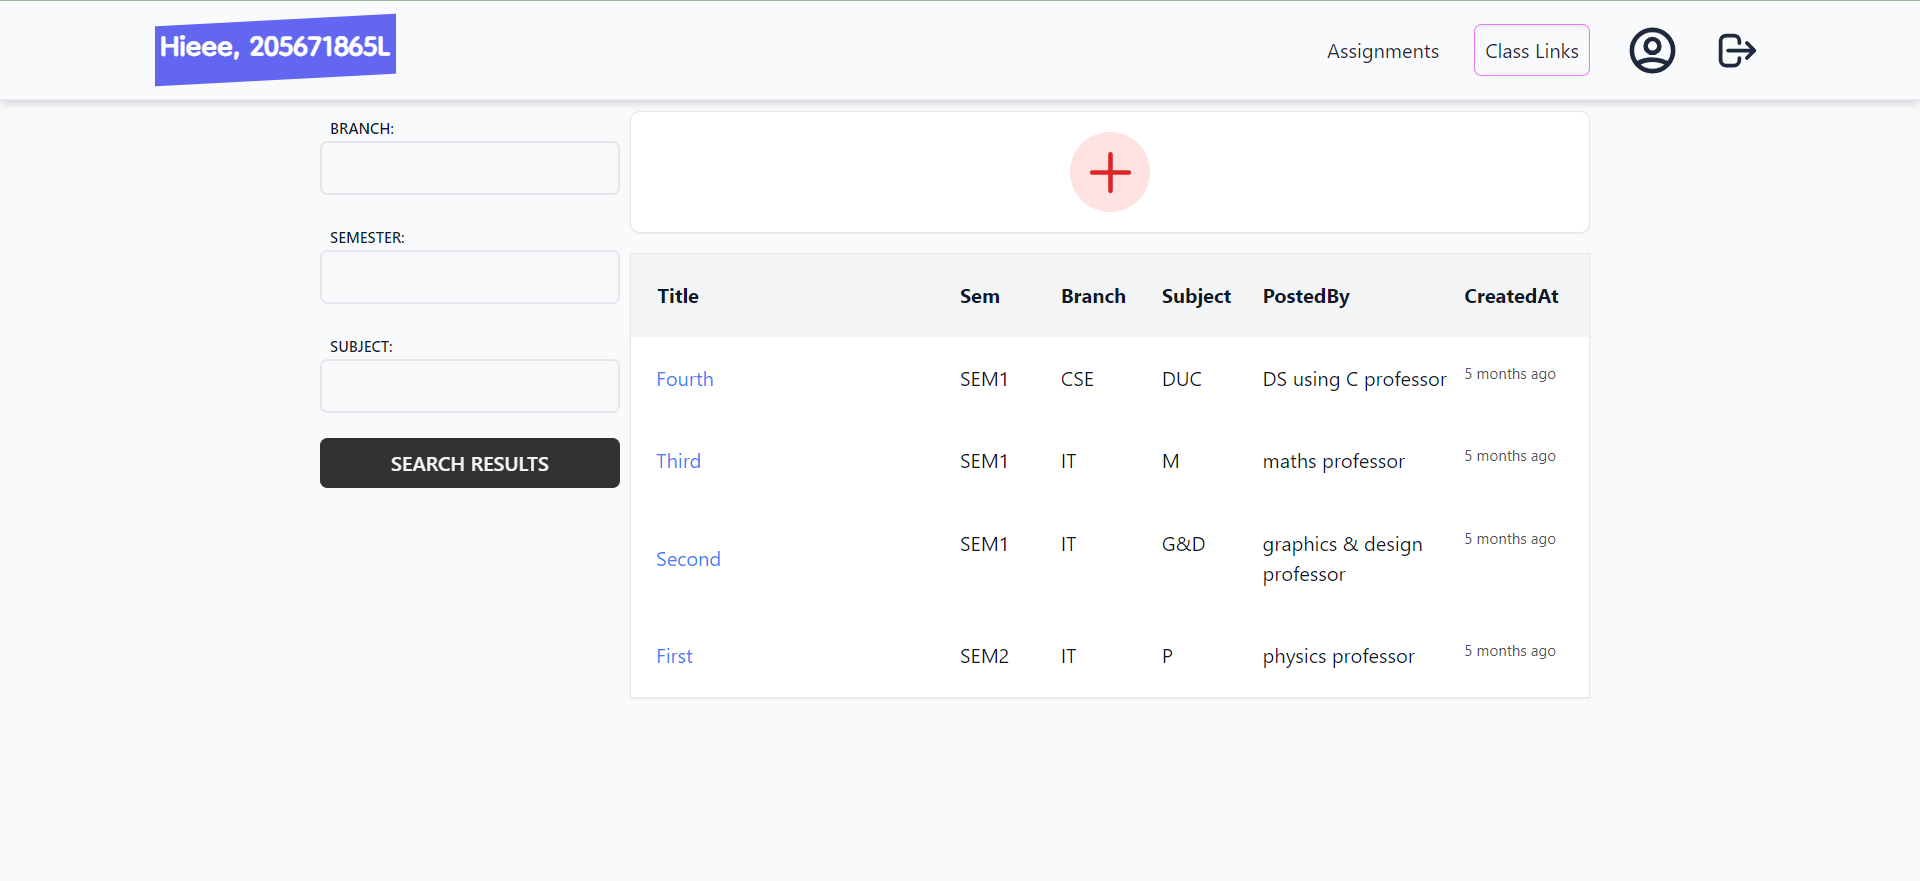 Hieee, 205671865L
Assignments
Class Links
BRANCH:
SEMESTER:
SUBJECT:
SEARCH RESULTS
Title Sem Branch Subject PostedBy CreatedAt
Fourth SEM1 CSE DUC DS using C professor 5 months ago
Third SEM1 IT M maths professor 5 months ago
Second SEM1 IT G&D graphics & design 5 months ago
professor
First SEM2 IT P physics professor 5 months ago